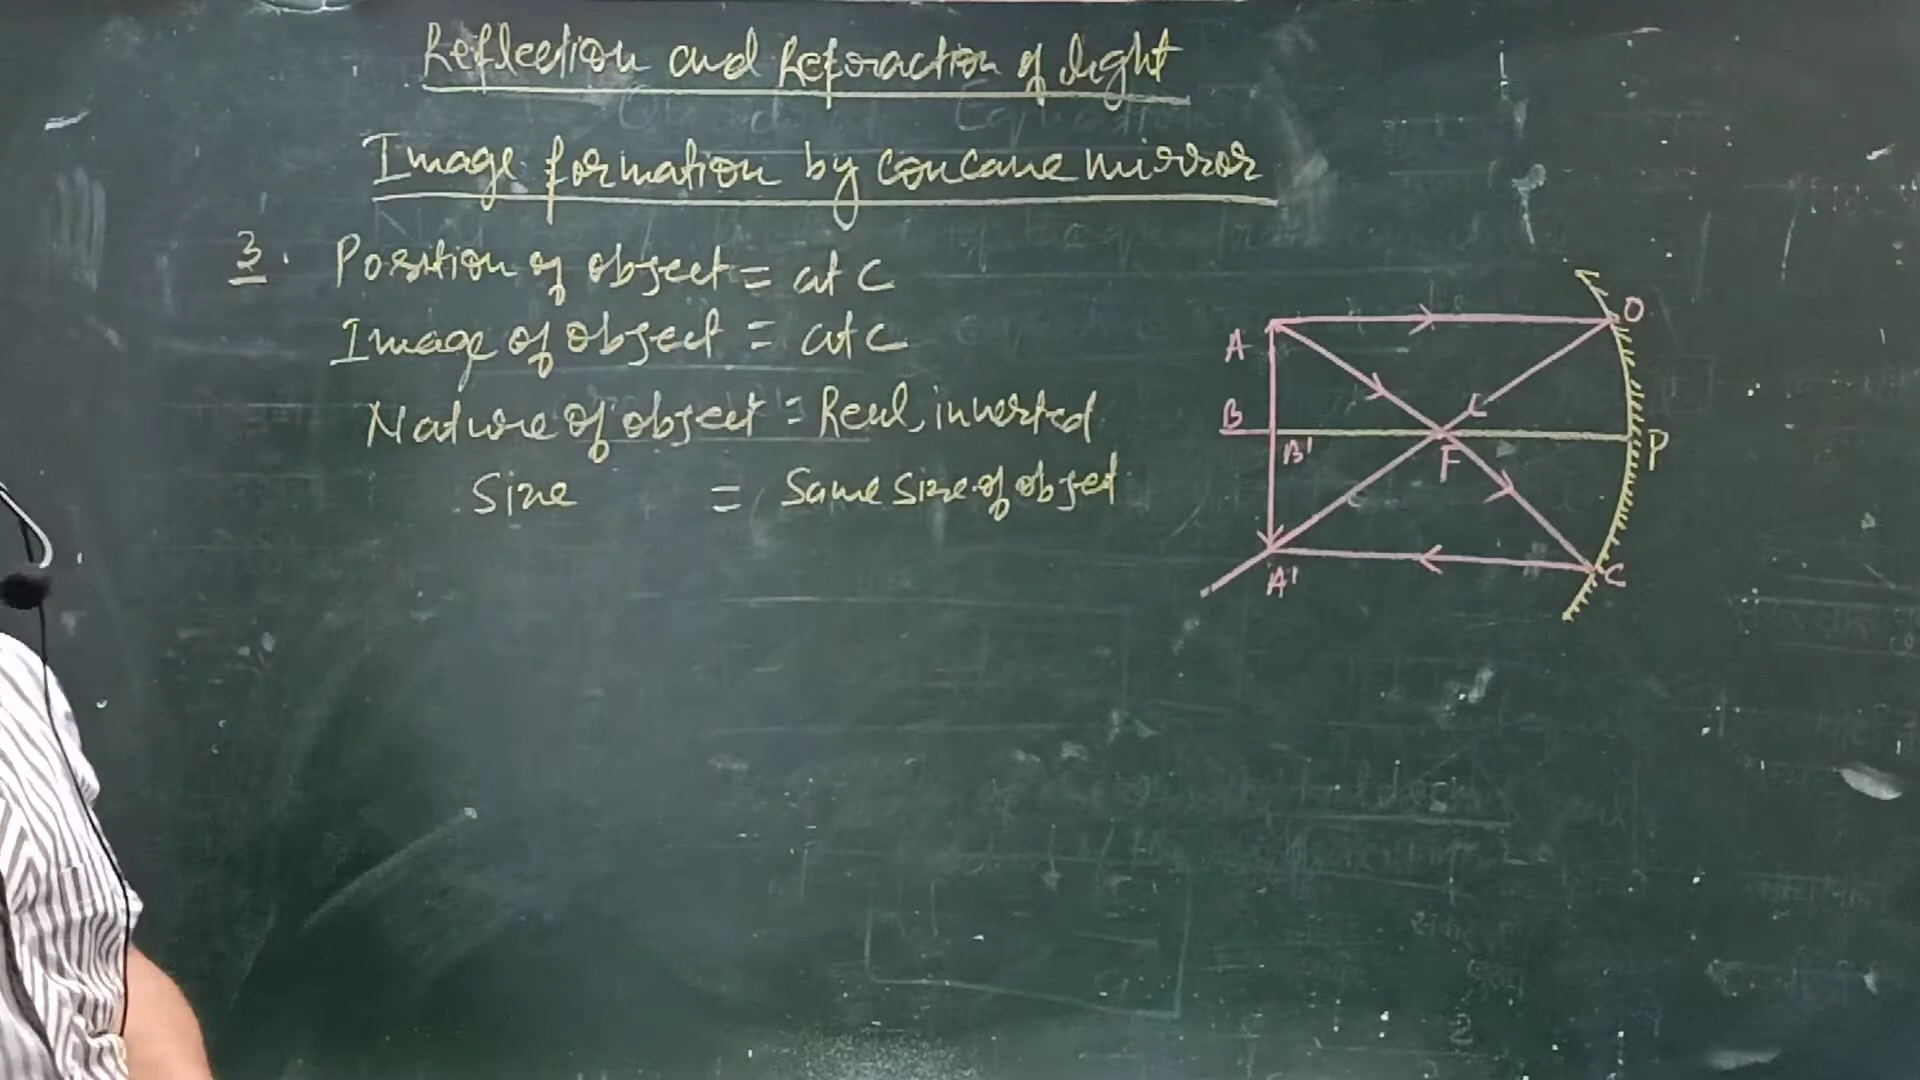 Reflection and Refraction of light
Image formation by concave mirror
3. Position of object = at C
Image of object = at C
Nature of object = Real, inverted
Size = Same size of object
A
O
B
B'
F
P
A'
C